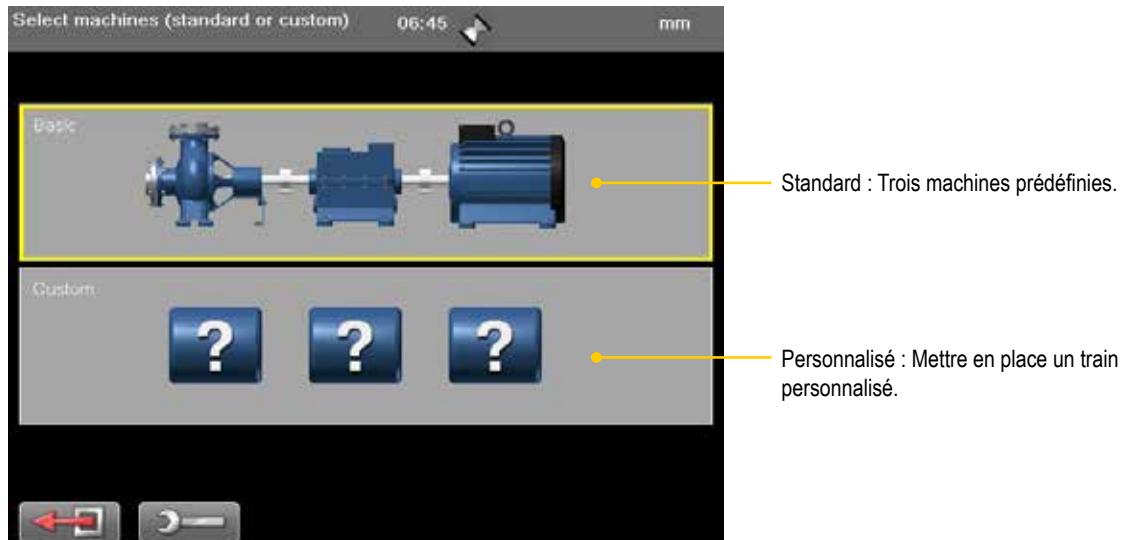 Select machines (standard or custom) 06:45 mm
Basic
Standard : Trois machines prédéfinies.
Custom
? ? ?
Personnalisé : Mettre en place un train
personnalisé.